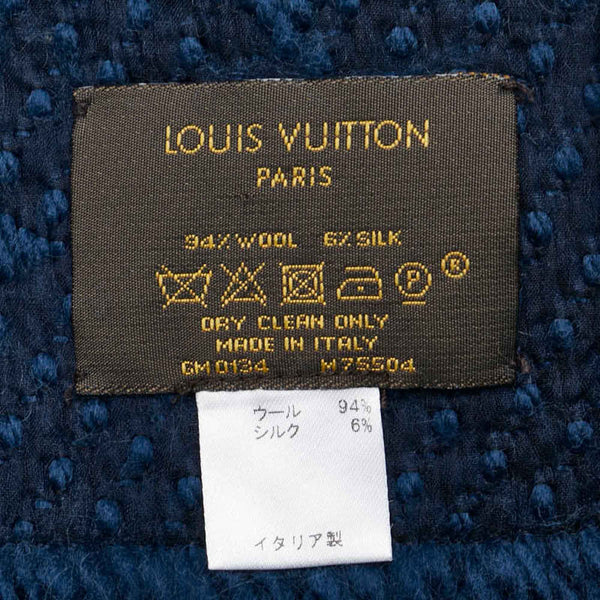 LOUIS VUITTON
PARIS
94% WOOL 6% SILK
P ®
DRY CLEAN ONLY
MADE IN ITALY
GM0134 M75504
ウール 94%
シルク 6%
イタリア製